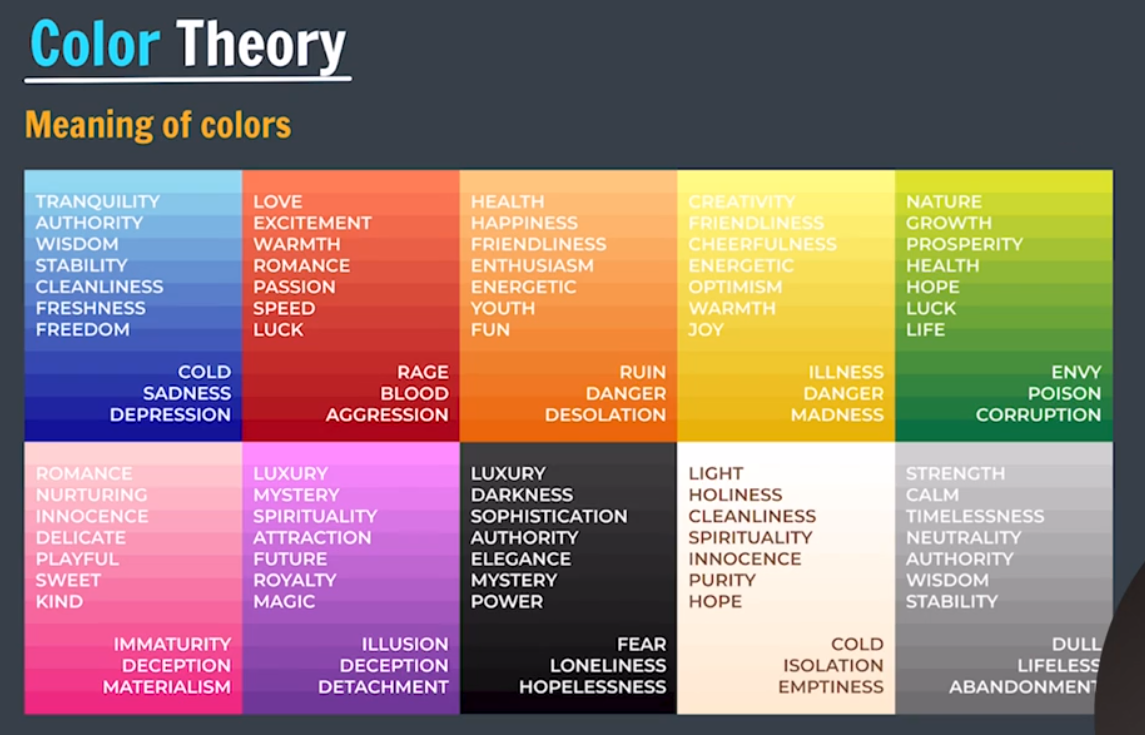 Color Theory
Meaning of colors
TRANQUILITY
AUTHORITY
WISDOM
STABILITY
CLEANLINESS
FRESHNESS
FREEDOM
COLD
SADNESS
DEPRESSION
LOVE
EXCITEMENT
WARMTH
ROMANCE
PASSION
SPEED
LUCK
RAGE
BLOOD
AGGRESSION
HEALTH
HAPPINESS
FRIENDLINESS
ENTHUSIASM
ENERGETIC
YOUTH
FUN
RUIN
DANGER
DESOLATION
CREATIVITY
FRIENDLINESS
CHEERFULNESS
ENERGETIC
OPTIMISM
WARMTH
JOY
ILLNESS
DANGER
MADNESS
NATURE
GROWTH
PROSPERITY
HEALTH
HOPE
LUCK
LIFE
ENVY
POISON
CORRUPTION
ROMANCE
NURTURING
INNOCENCE
DELICATE
PLAYFUL
SWEET
KIND
IMMATURITY
DECEPTION
MATERIALISM
LUXURY
MYSTERY
SPIRITUALITY
ATTRACTION
FUTURE
ROYALTY
MAGIC
ILLUSION
DECEPTION
DETACHMENT
LUXURY
DARKNESS
SOPHISTICATION
AUTHORITY
ELEGANCE
MYSTERY
POWER
FEAR
LONELINESS
HOPELESSNESS
LIGHT
HOLINESS
CLEANLINESS
SPIRITUALITY
INNOCENCE
PURITY
HOPE
COLD
ISOLATION
EMPTINESS
STRENGTH
CALM
TIMELESSNESS
NEUTRALITY
AUTHORITY
WISDOM
STABILITY
DULL
LIFELESS
ABANDONMENT